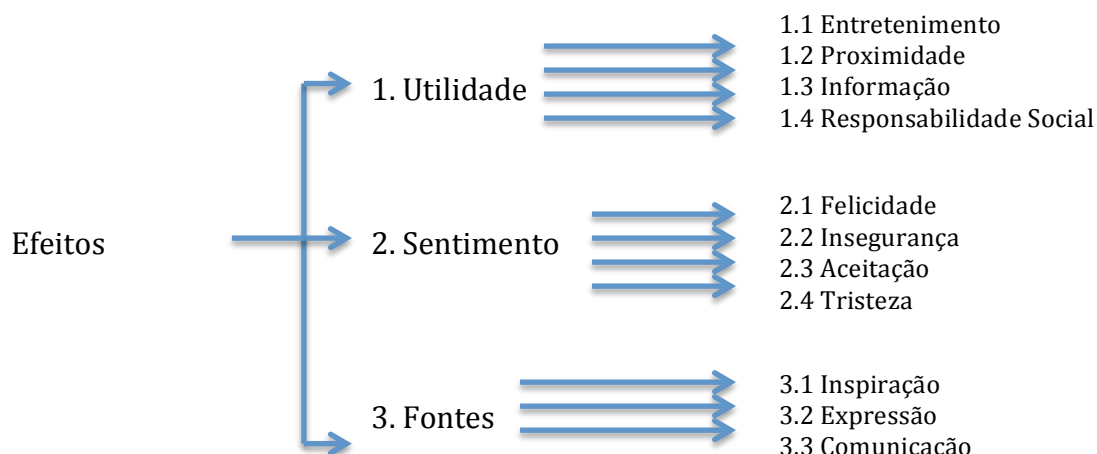 Efeitos
1. Utilidade
1.1 Entretenimento
1.2 Proximidade
1.3 Informação
1.4 Responsabilidade Social
2. Sentimento
2.1 Felicidade
2.2 Insegurança
2.3 Aceitação
2.4 Tristeza
3. Fontes
3.1 Inspiração
3.2 Expressão
3.3 Comunicação